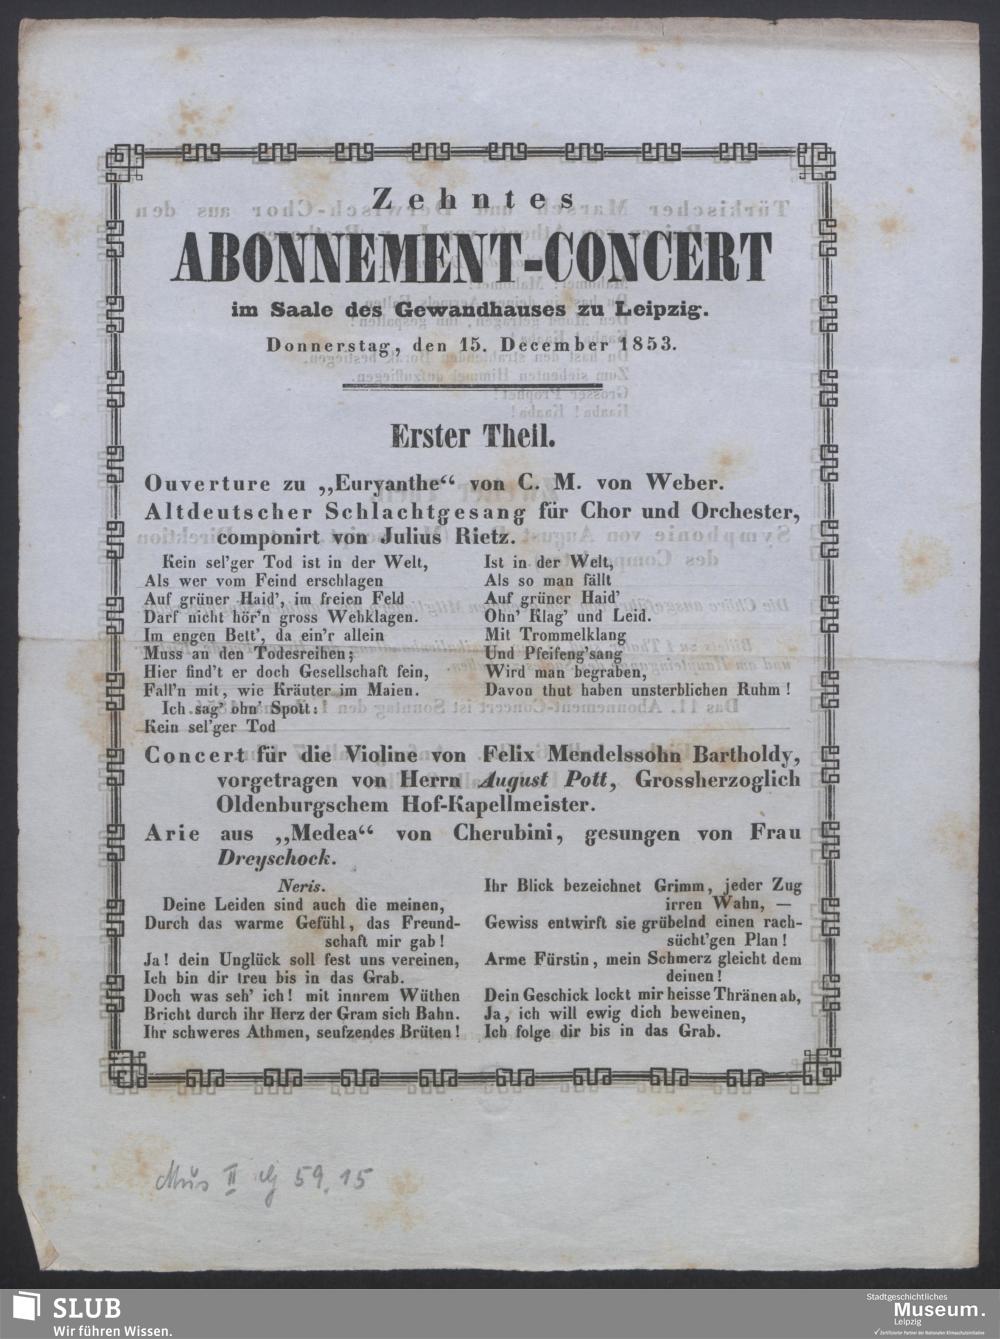 Zehntes
ABONNEMENT-CONCERT
im Saale des Gewandhauses zu Leipzig.
Donnerstag, den 15. December 1853.
Erster Theil.
Ouverture zu „Euryanthe“ von C. M. von Weber.
Altdeutscher Schlachtgesang für Chor und Orchester,
componirt von Julius Rietz.
Kein sel'ger Tod ist in der Welt,
Als wer vom Feind erschlagen
Auf grüner Haid', im freien Feld
Darf nicht hör'n gross Wehklagen.
Im engen Bett', da ein'r allein
Muss an den Todesreihen;
Hier find't er doch Gesellschaft fein,
Fall'n mit, wie Kräuter im Maien.
Ich sag' ohn' Spott:
Kein sel'ger Tod
Ist in der Welt,
Als so man fällt
Auf grüner Haid'
Ohn' Klag' und Leid.
Mit Trommelklang
Und Pfeifeng'sang
Wird man begraben,
Davon thut haben unsterblichen Ruhm!
Concert für die Violine von Felix Mendelssohn Bartholdy,
vorgetragen von Herrn August Pott, Grossherzoglich
Oldenburgschem Hof-Kapellmeister.
Arie aus „Medea“ von Cherubini, gesungen von Frau
Dreyschock.
Neris.
Deine Leiden sind auch die meinen,
Durch das warme Gefühl, das Freund-
schaft mir gab!
Ja! dein Unglück soll fest uns vereinen,
Ich bin dir treu bis in das Grab.
Doch was seh' ich! mit innrem Wüthen
Bricht durch ihr Herz der Gram sich Bahn.
Ihr schweres Athmen, seufzendes Brüten!
Ihr Blick bezeichnet Grimm, jeder Zug
irren Wahn, —
Gewiss entwirft sie grübelnd einen rach-
sücht'gen Plan!
Arme Fürstin, mein Schmerz gleicht dem
deinen!
Dein Geschick lockt mir heisse Thränen ab,
Ja, ich will ewig dich beweinen,
Ich folge dir bis in das Grab.
Mus II 59,15
SLUB
Wir führen Wissen.
Stadtgeschichtliches
Museum.
Leipzig
Zertifizierter Partner der Nationalen Klimaschutzinitiative